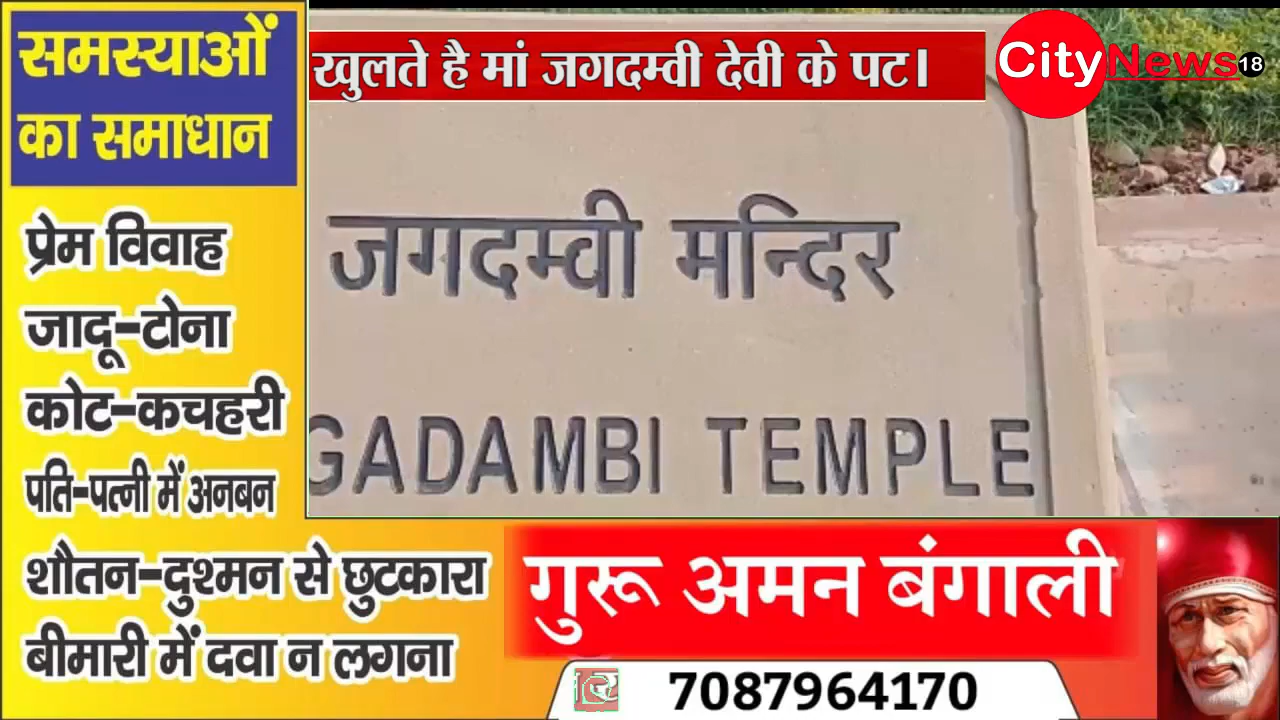 समस्याओं
का समाधान
प्रेम विवाह
जादू-टोना
कोट-कचहरी
पति-पत्नी में अनबन
शौतन-दुश्मन से छुटकारा
बीमारी में दवा न लगना
खुलते है मां जगदम्वी देवी के पट।
CityNews18
जगदम्वी मन्दिर
GADAMBI TEMPLE
गुरू अमन बंगाली
7087964170